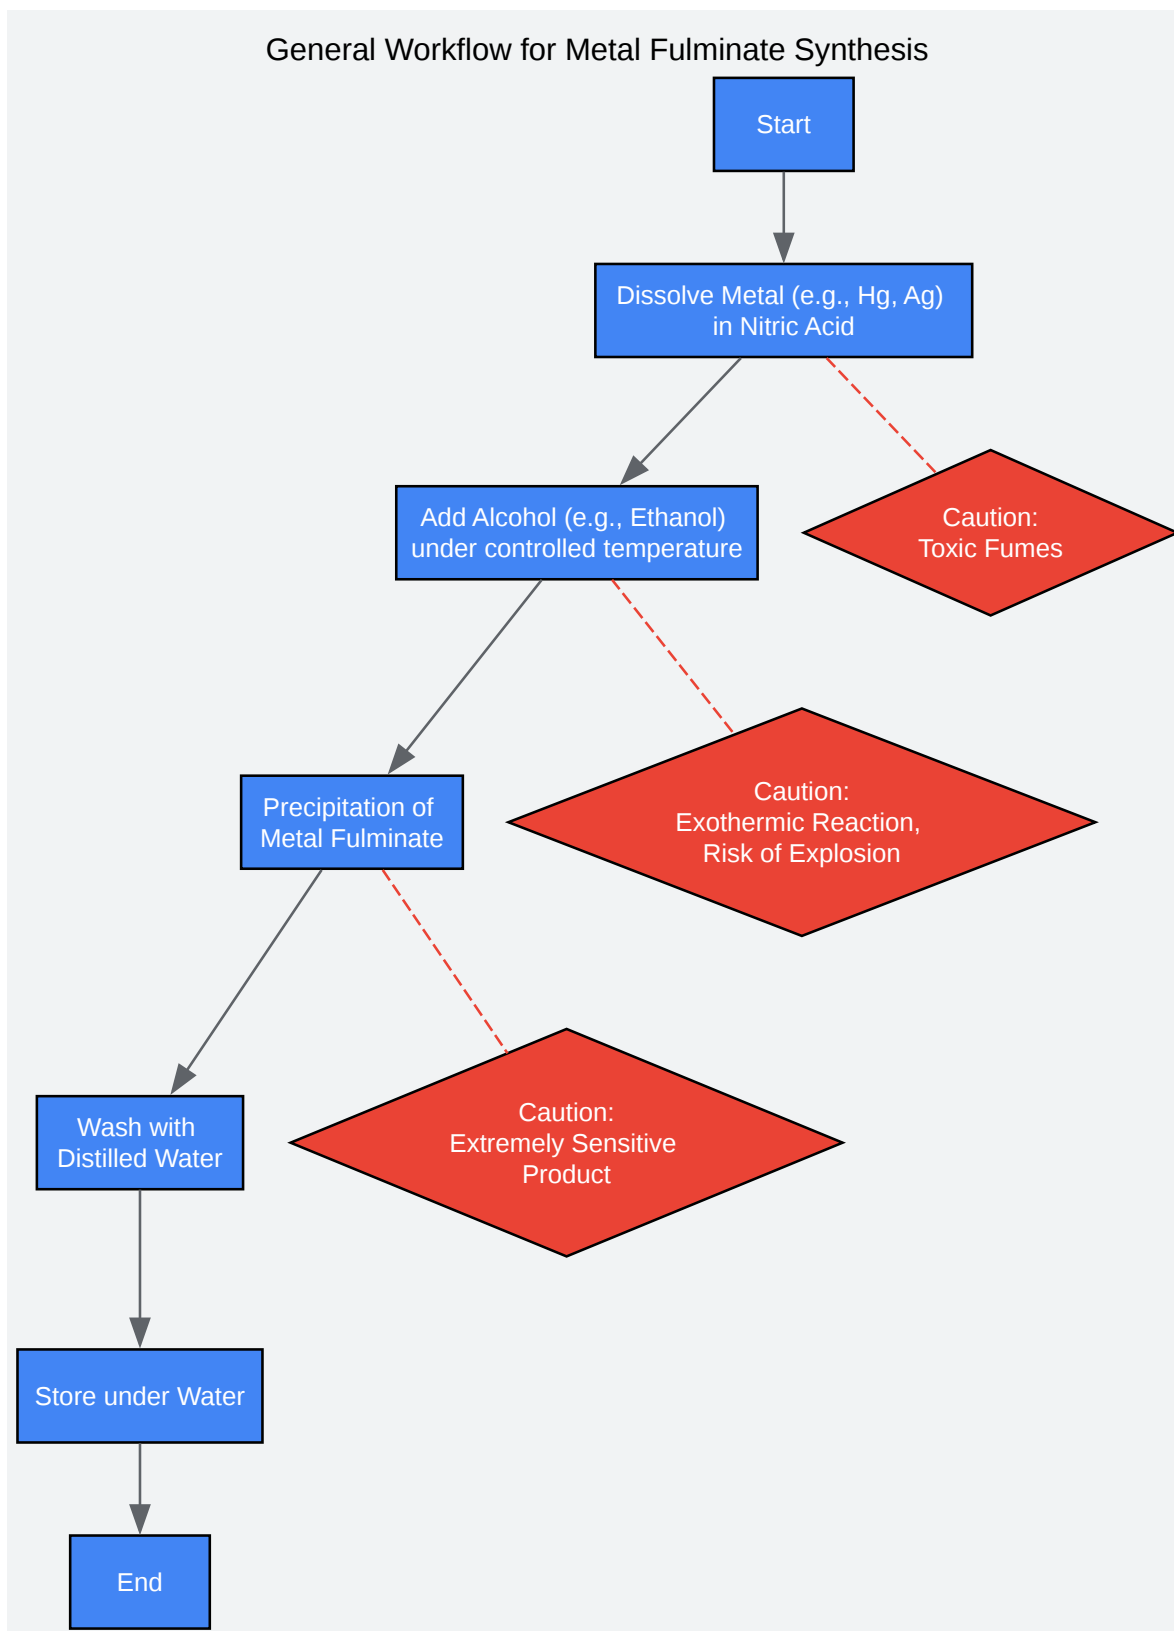 General Workflow for Metal Fulminate Synthesis
Start
Dissolve Metal (e.g., Hg, Ag)
in Nitric Acid
Add Alcohol (e.g., Ethanol)
under controlled temperature
Caution:
Toxic Fumes
Precipitation of
Metal Fulminate
Caution:
Exothermic Reaction,
Risk of Explosion
Wash with
Distilled Water
Caution:
Extremely Sensitive
Product
Store under Water
End